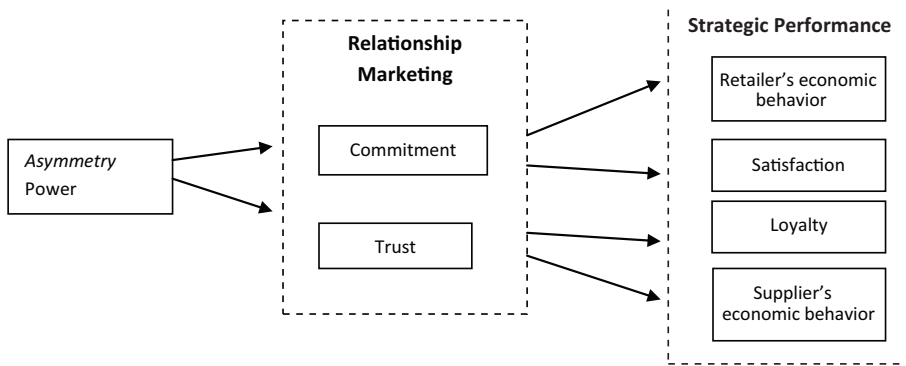 Asymmetry
Power
Relationship
Marketing
Commitment
Trust
Strategic Performance
Retailer's economic
behavior
Satisfaction
Loyalty
Supplier's
economic behavior